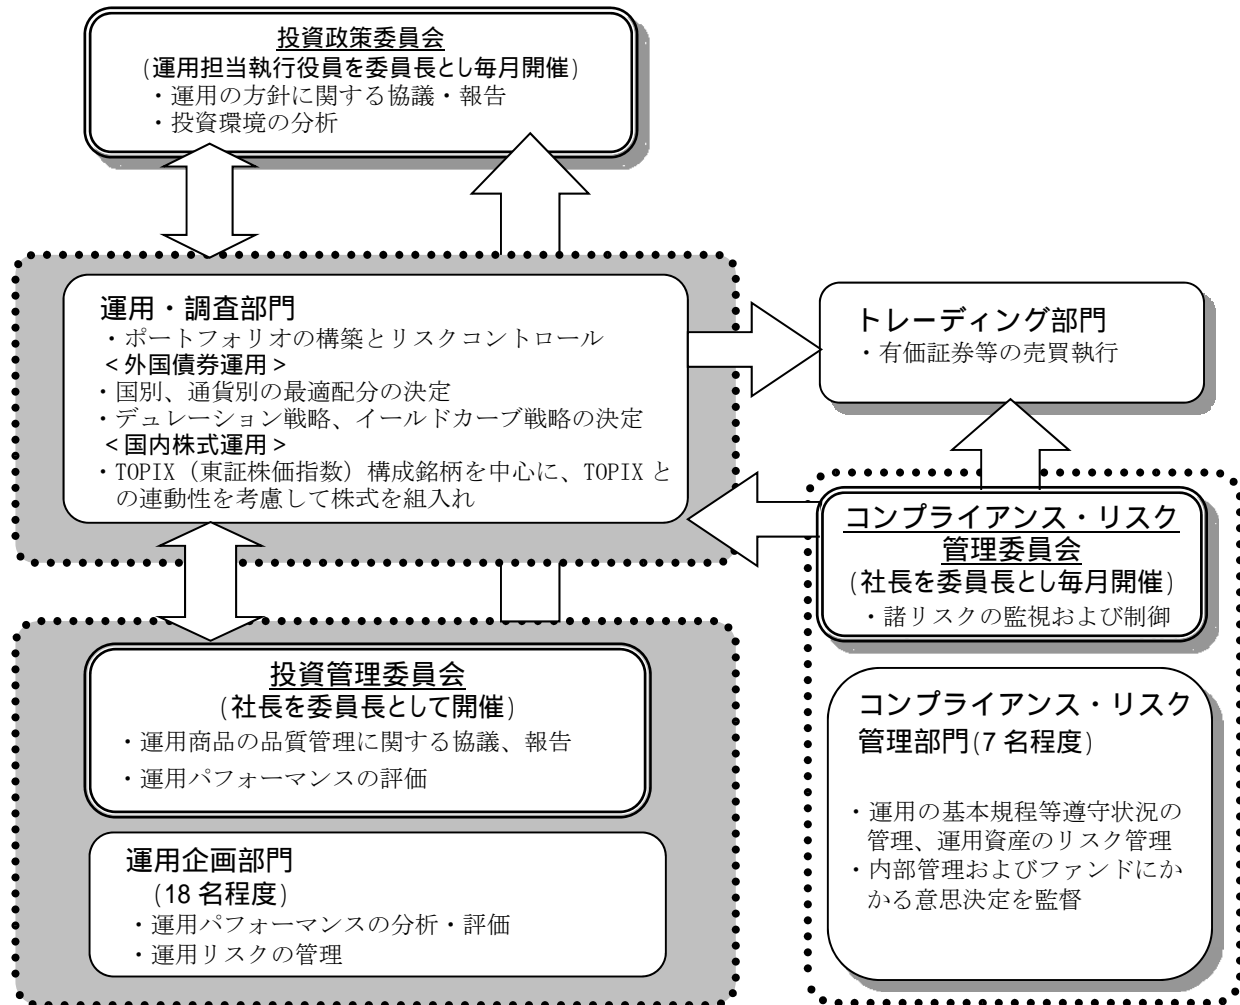 投資政策委員会
(運用担当執行役員を委員長とし毎月開催)
・運用の方針に関する協議・報告
・投資環境の分析
運用・調査部門
・ポートフォリオの構築とリスクコントロール
<外国債券運用>
・国別、通貨別の最適配分の決定
・デュレーション戦略、イールドカーブ戦略の決定
<国内株式運用>
・TOPIX（東証株価指数）構成銘柄を中心に、TOPIX と
の連動性を考慮して株式を組入れ
トレーディング部門
・有価証券等の売買執行
コンプライアンス・リスク
管理委員会
(社長を委員長とし毎月開催)
・諸リスクの監視および制御
投資管理委員会
(社長を委員長として開催)
・運用商品の品質管理に関する協議、報告
・運用パフォーマンスの評価
運用企画部門
(18 名程度)
・運用パフォーマンスの分析・評価
・運用リスクの管理
コンプライアンス・リスク
管理部門(7 名程度)
・運用の基本規程等遵守状況の
管理、運用資産のリスク管理
・内部管理およびファンドにか
かる意思決定を監督